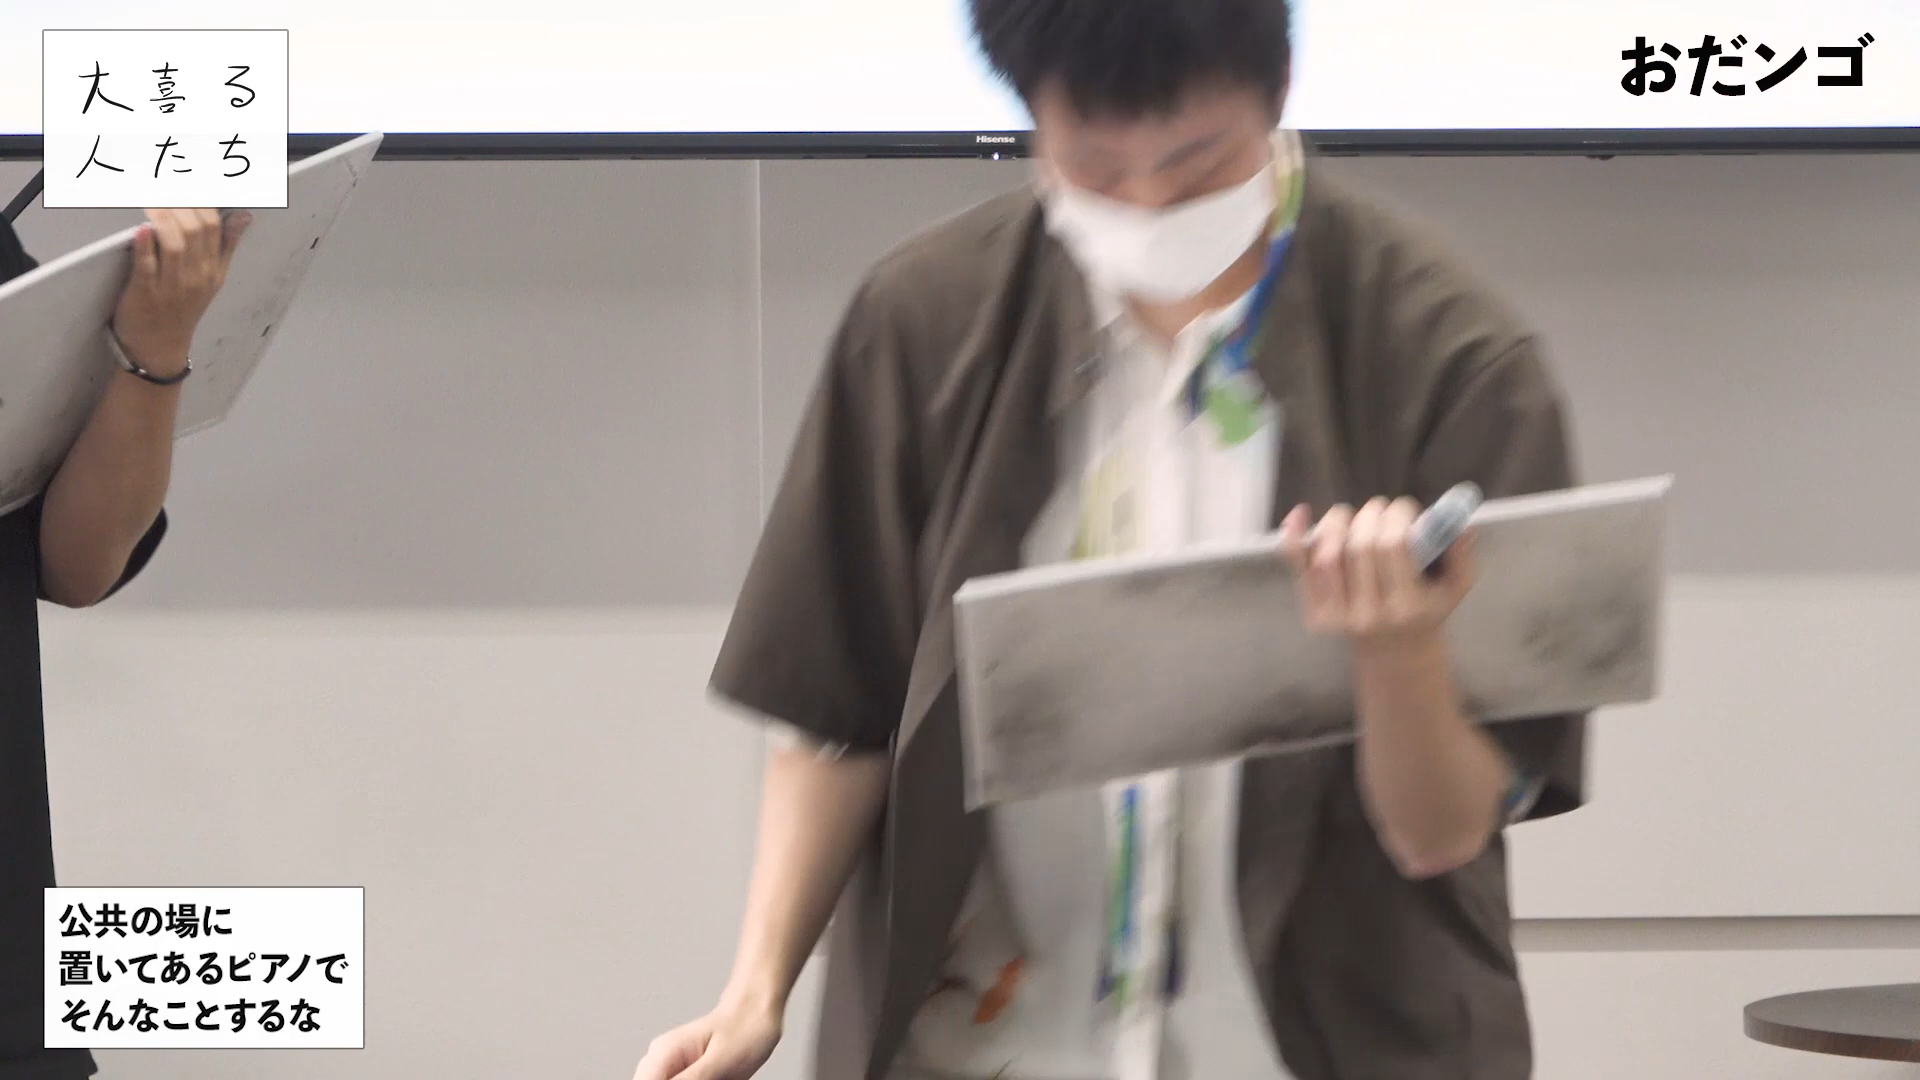 大喜る
人たち
おだンゴ
Hisense
公共の場に
置いてあるピアノで
そんなことするな